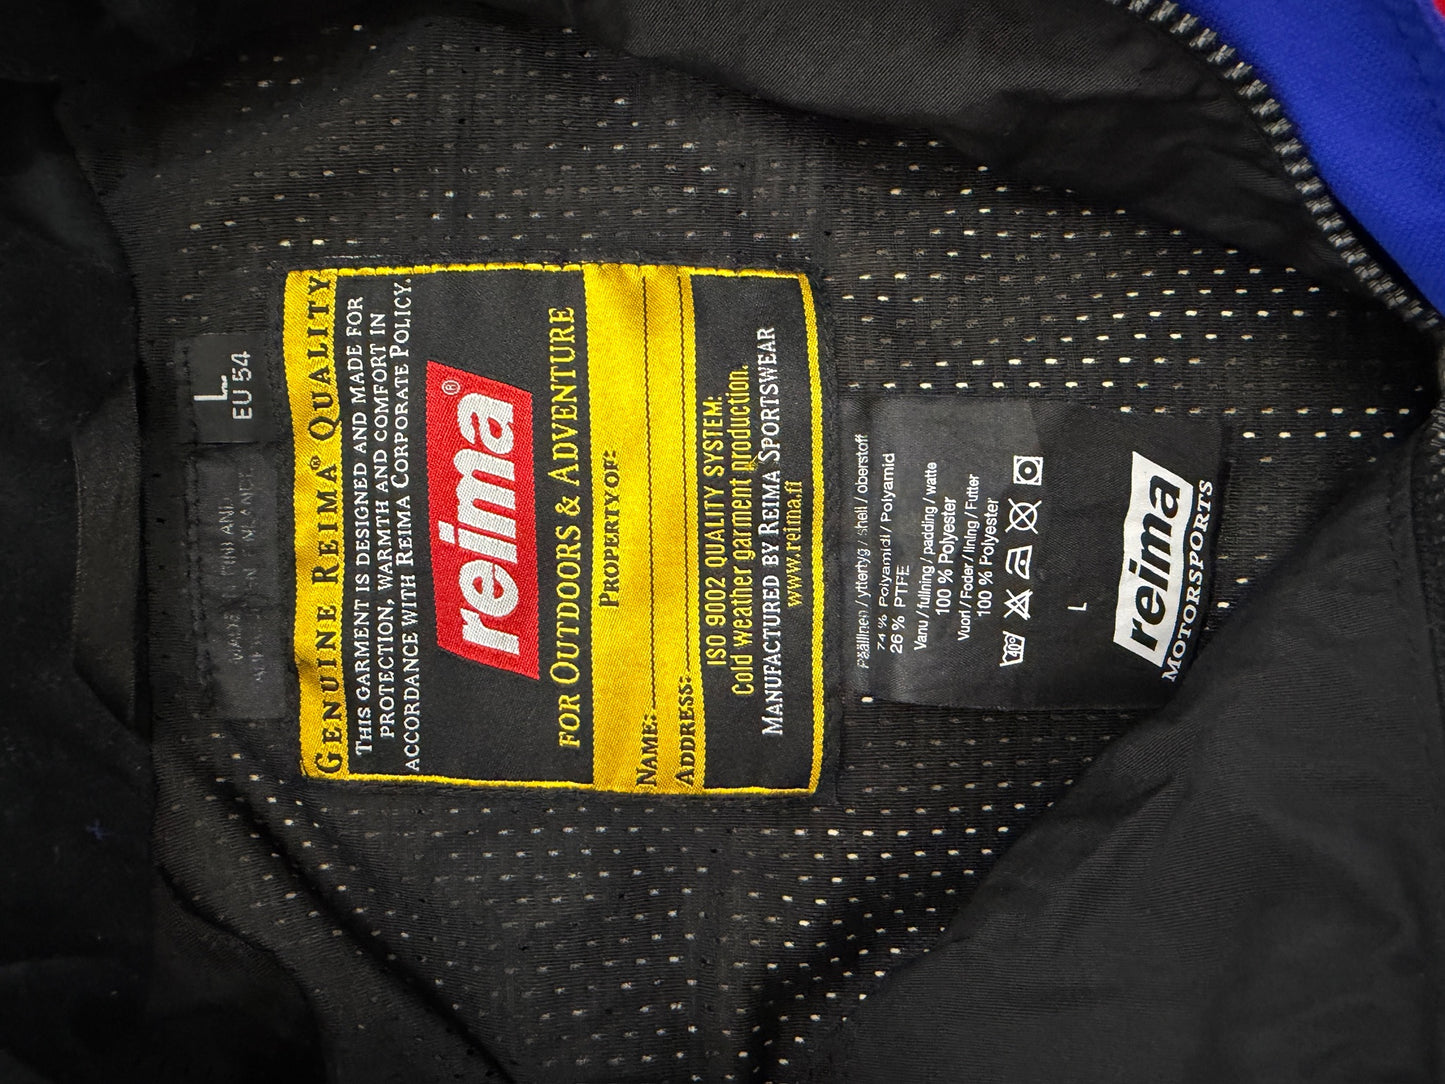 L
EU 54
GENUINE REIMA® QUALITY
THIS GARMENT IS DESIGNED AND MADE FOR
PROTECTION, WARMTH AND COMFORT IN
ACCORDANCE WITH REIMA CORPORATE POLICY.
reima®
FOR OUTDOORS & ADVENTURE
PROPERTY OF:
NAME:
ADDRESS:
ISO 9002 QUALITY SYSTEM:
Cold weather garment production.
MANUFACTURED BY REIMA SPORTSWEAR
www.reima.fi
Päällinen / yttertyg / shell / oberstoff
74 % Polyamidi / Polyamid
26 % PTFE
Vanu / fullning / padding / watte
100 % Polyester
Vuori / Foder / lining / Futter
100 % Polyester
40°
L
reima
MOTORSPORTS